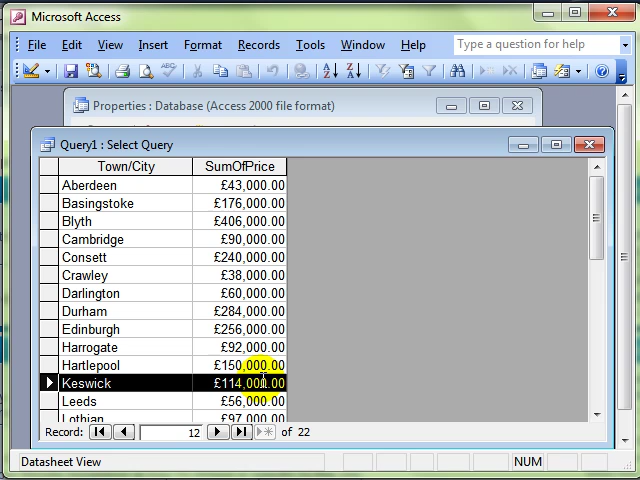 Microsoft Access
File Edit View Insert Format Records Tools Window Help Type a question for help
Properties : Database (Access 2000 file format)
Query1 : Select Query
Town/City SumOfPrice
Aberdeen £43,000.00
Basingstoke £176,000.00
Blyth £406,000.00
Cambridge £90,000.00
Consett £240,000.00
Crawley £38,000.00
Darlington £60,000.00
Durham £284,000.00
Edinburgh £256,000.00
Harrogate £92,000.00
Hartlepool £150,000.00
Keswick £114,000.00
Leeds £56,000.00
Lothian £97,000.00
Record: 12 of 22
Datasheet View NUM